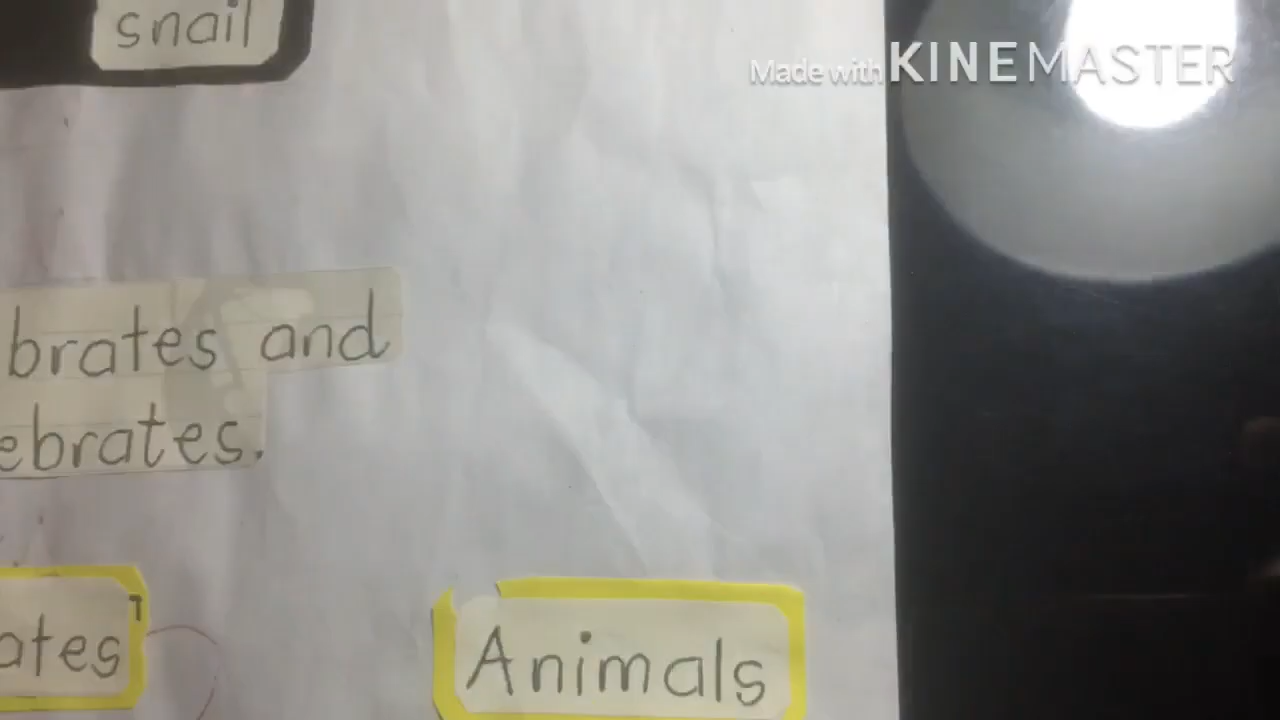 snail
Made with KINEMASTER
brates and
ebrates.
ates
Animals